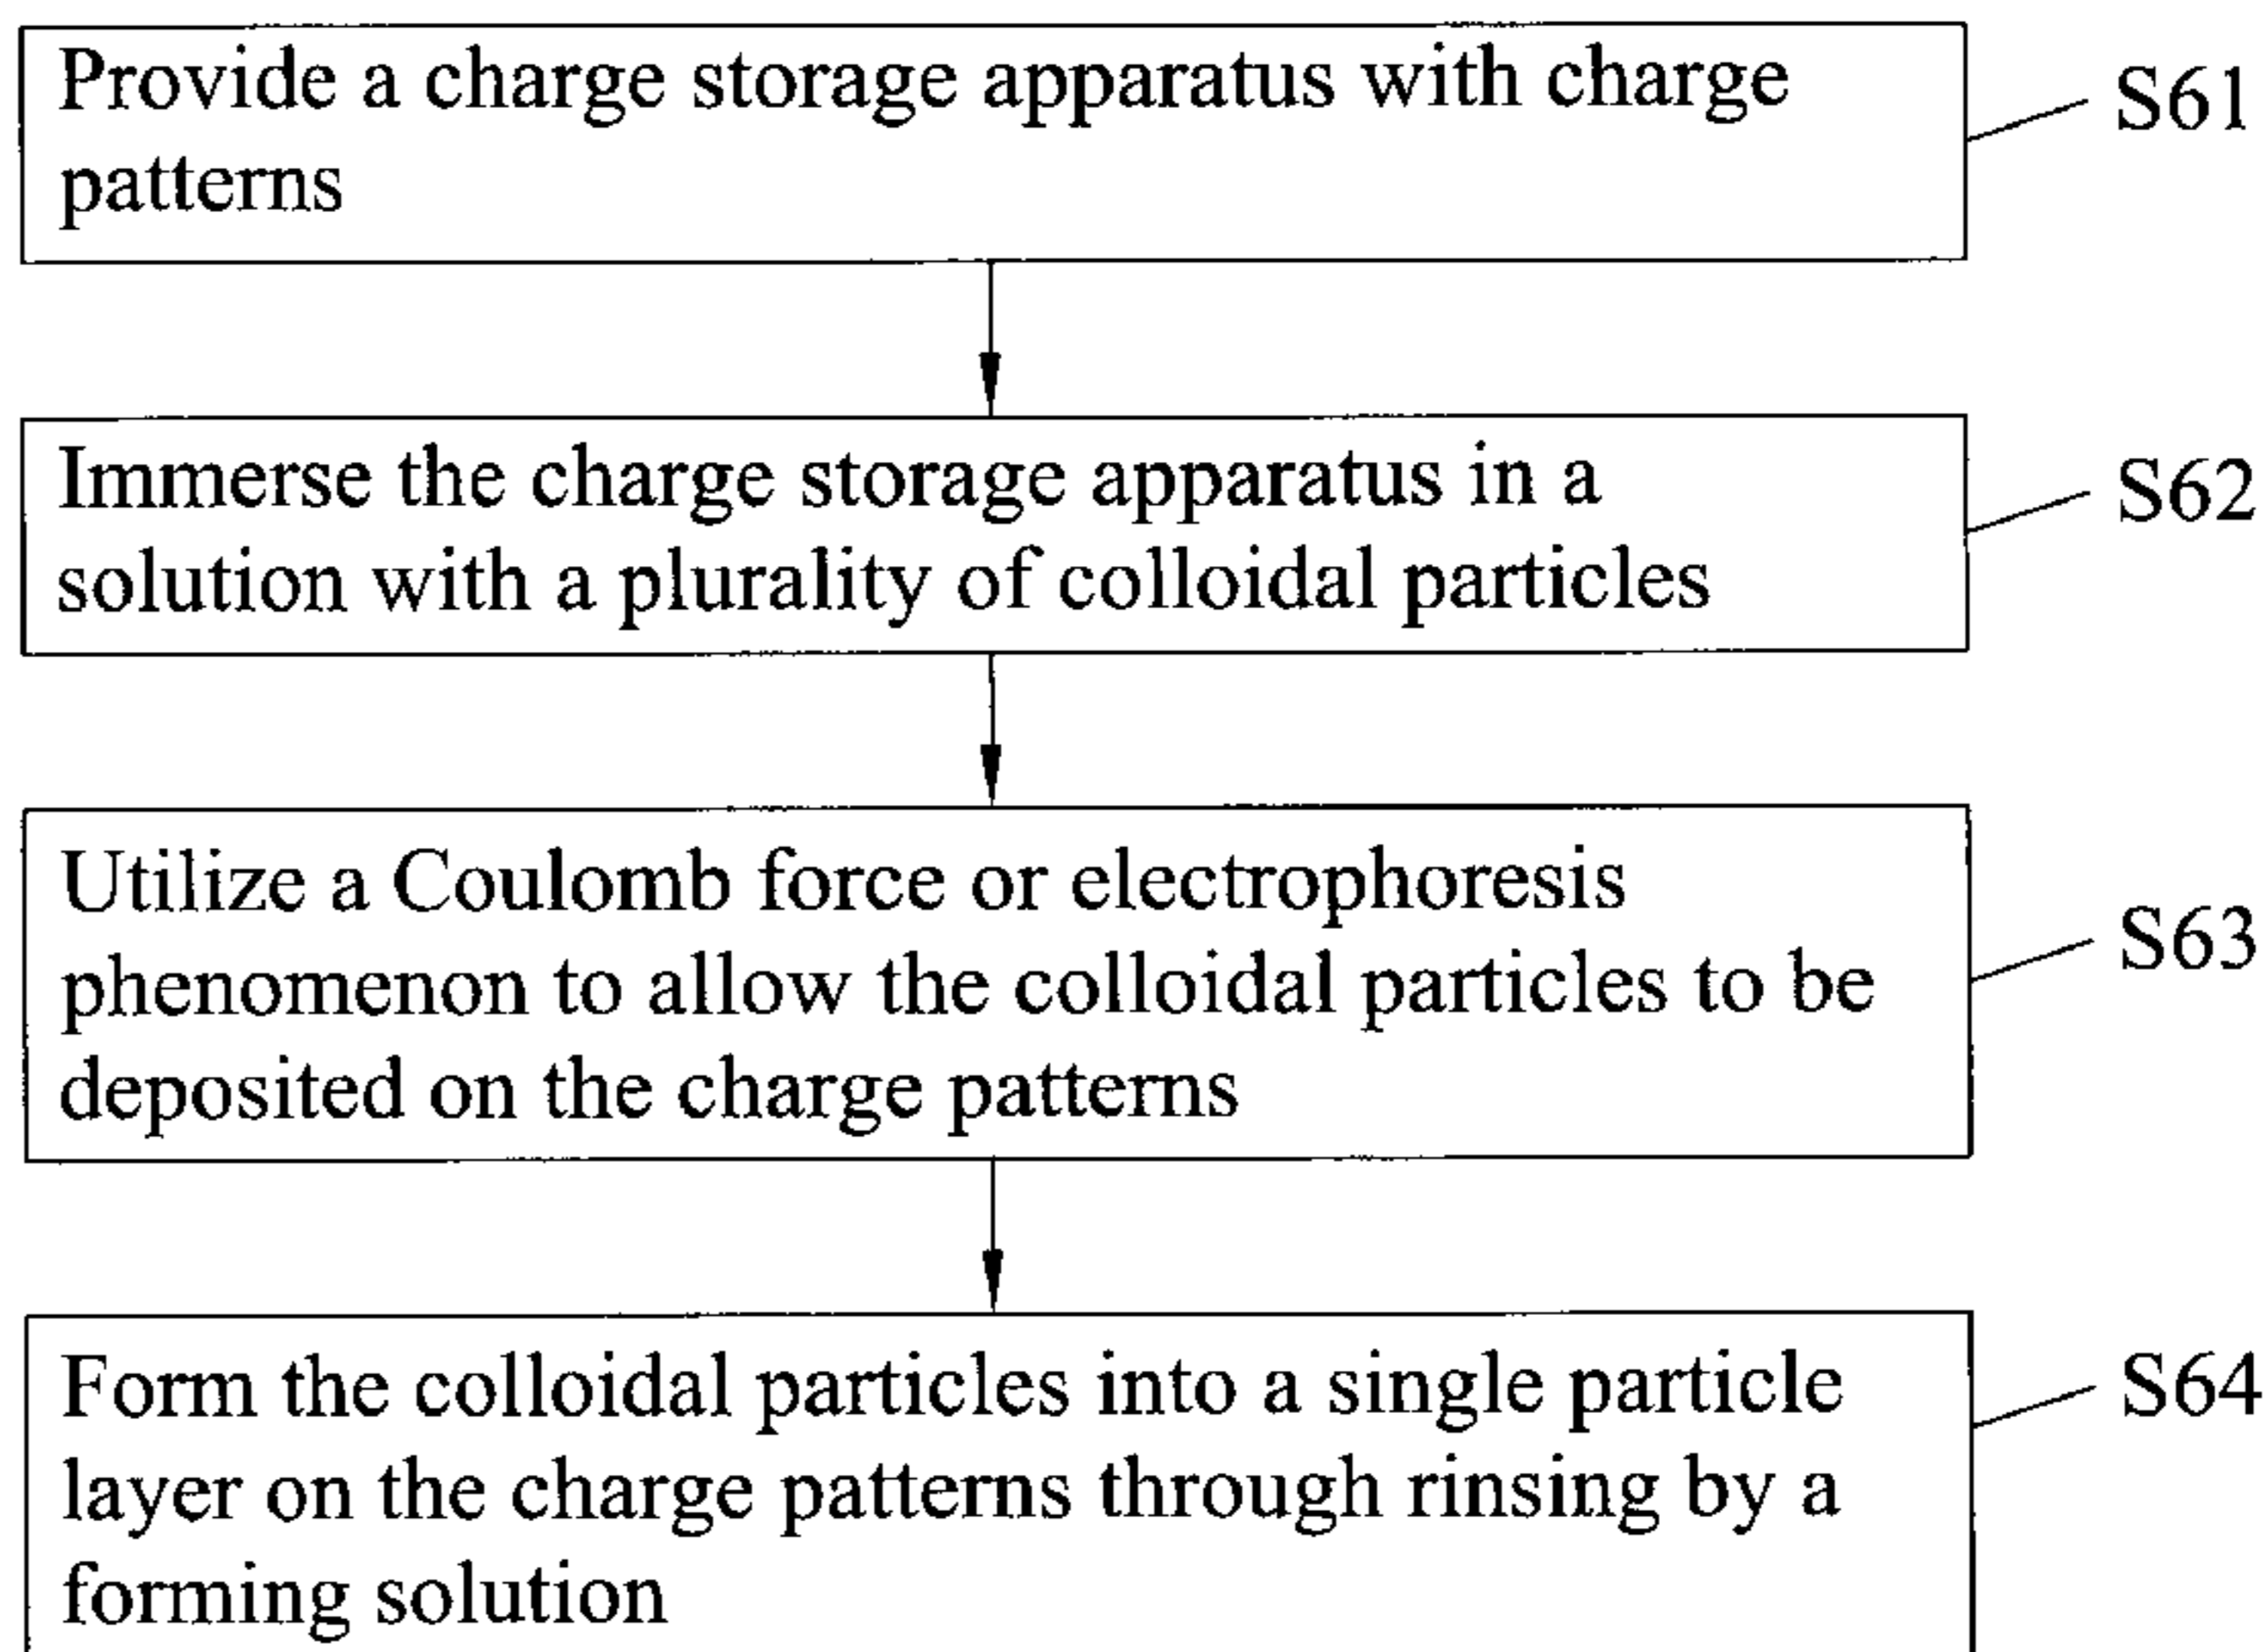 Provide a charge storage apparatus with charge
patterns
S61
Immerse the charge storage apparatus in a
solution with a plurality of colloidal particles
S62
Utilize a Coulomb force or electrophoresis
phenomenon to allow the colloidal particles to be
deposited on the charge patterns
S63
Form the colloidal particles into a single particle
layer on the charge patterns through rinsing by a
forming solution
S64